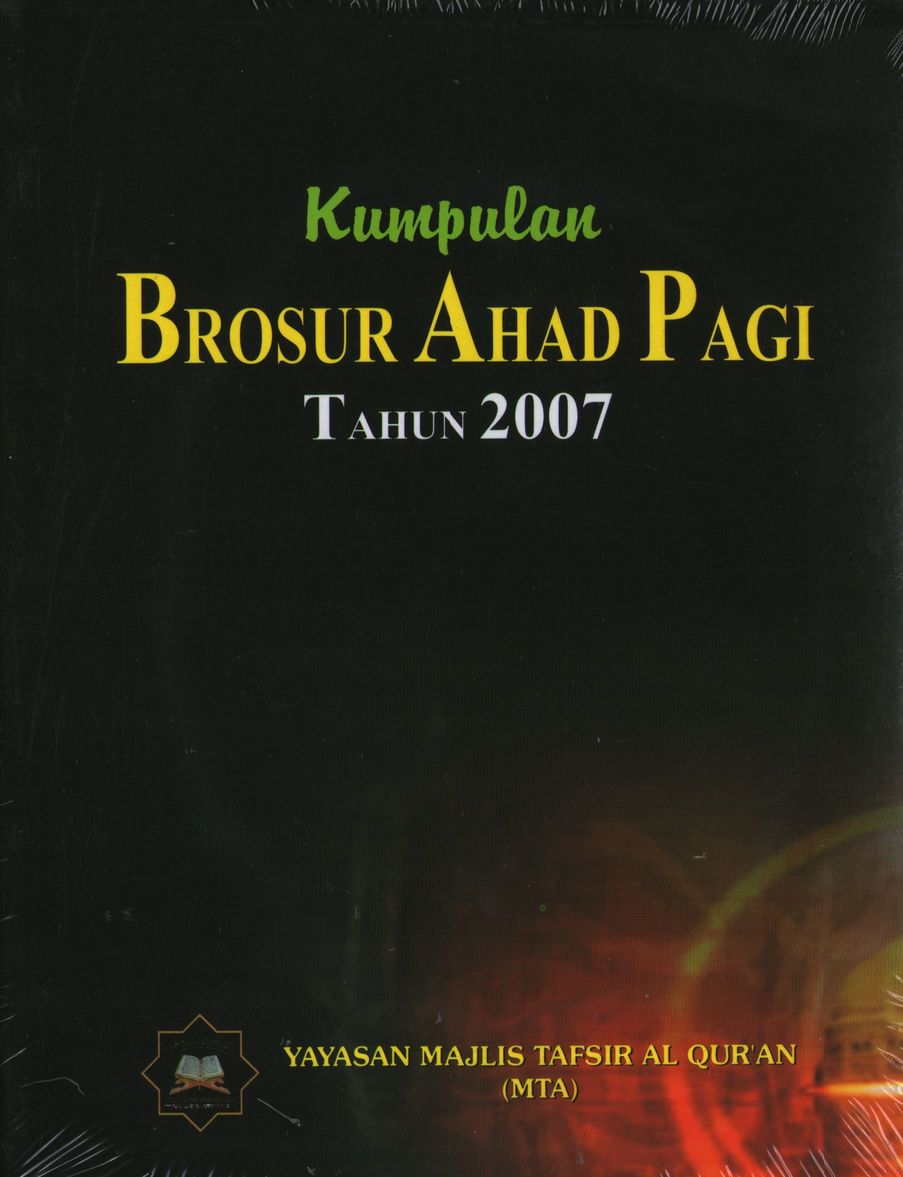 Kumpulan
BROSUR AHAD PAGI
TAHUN 2007
YAYASAN MAJLIS TAFSIR AL QUR'AN
(MTA)